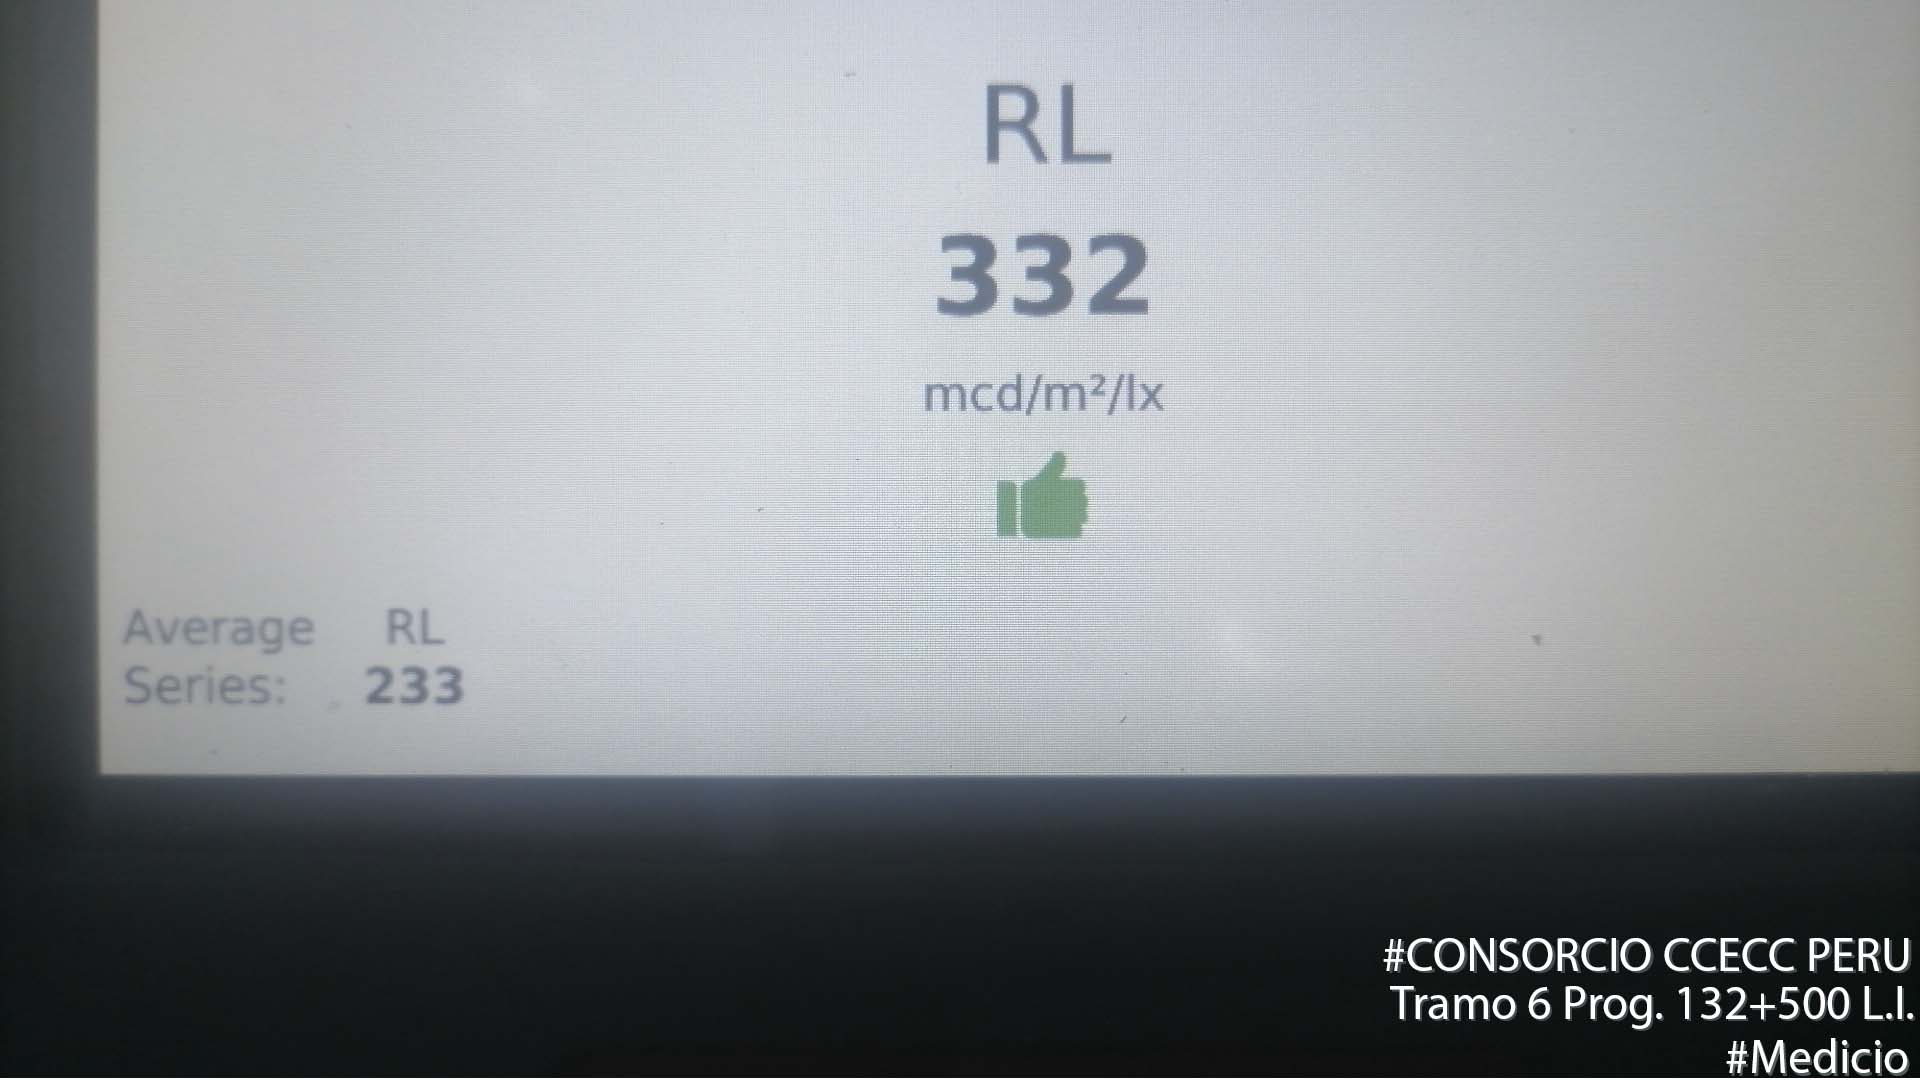 RL
332
mcd/m²/lx
Average RL
Series: 233
#CONSORCIO CCECC PERU
Tramo 6 Prog. 132+500 L.I.
#Medicio